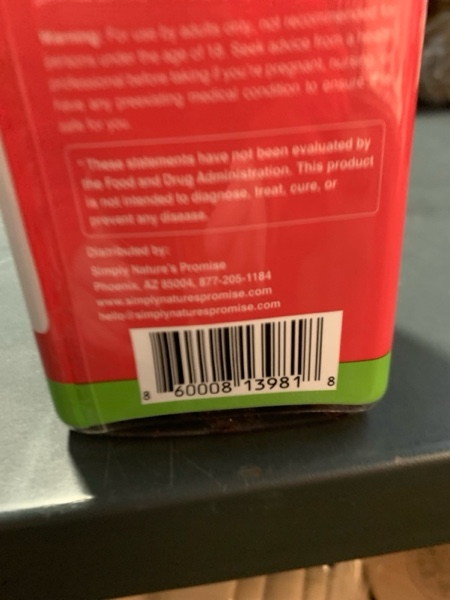 Warning: For use by adults only, not recommended for
persons under the age of 18. Seek advice from a health
professional before taking if you're pregnant, nursing
have any preexisting medical condition to ensure
safe for you.
*These statements have not been evaluated by
the Food and Drug Administration. This product
is not intended to diagnose, treat, cure, or
prevent any disease.
Distributed by:
Simply Nature's Promise
Phoenix, AZ 85004, 877-205-1184
www.simplynaturespromise.com
hello@simplynaturespromise.com
8 60008 13981 8